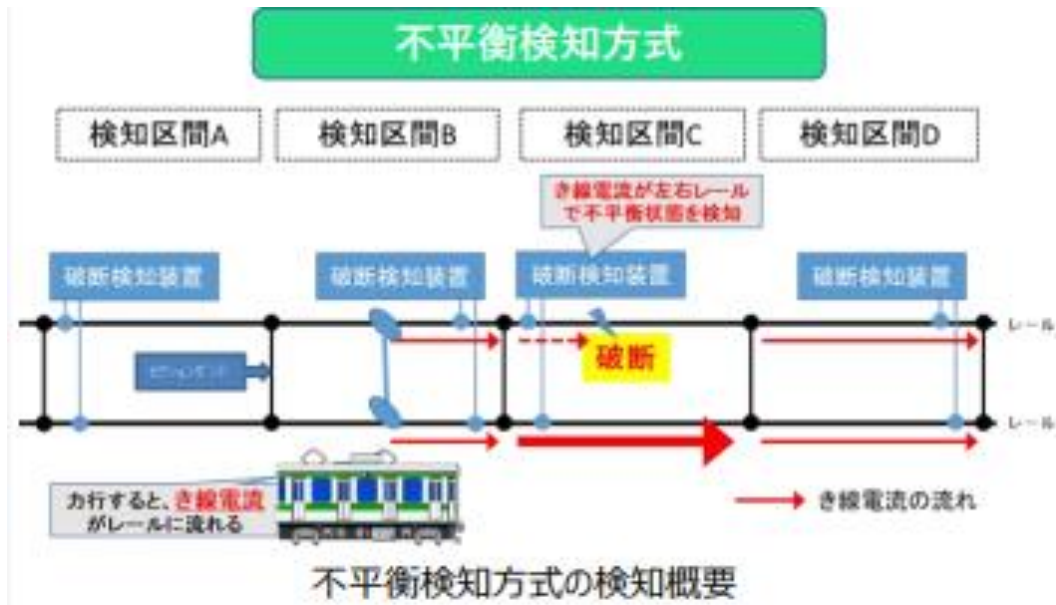 不平衡検知方式
検知区間A
検知区間B
検知区間C
検知区間D
き線電流が左右レール
で不平衡状態を検知
破断検知装置
破断検知装置
破断検知装置
破断検知装置
レール
破断
レール
力行すると、き線電流
がレールに流れる
き線電流の流れ
不平衡検知方式の検知概要